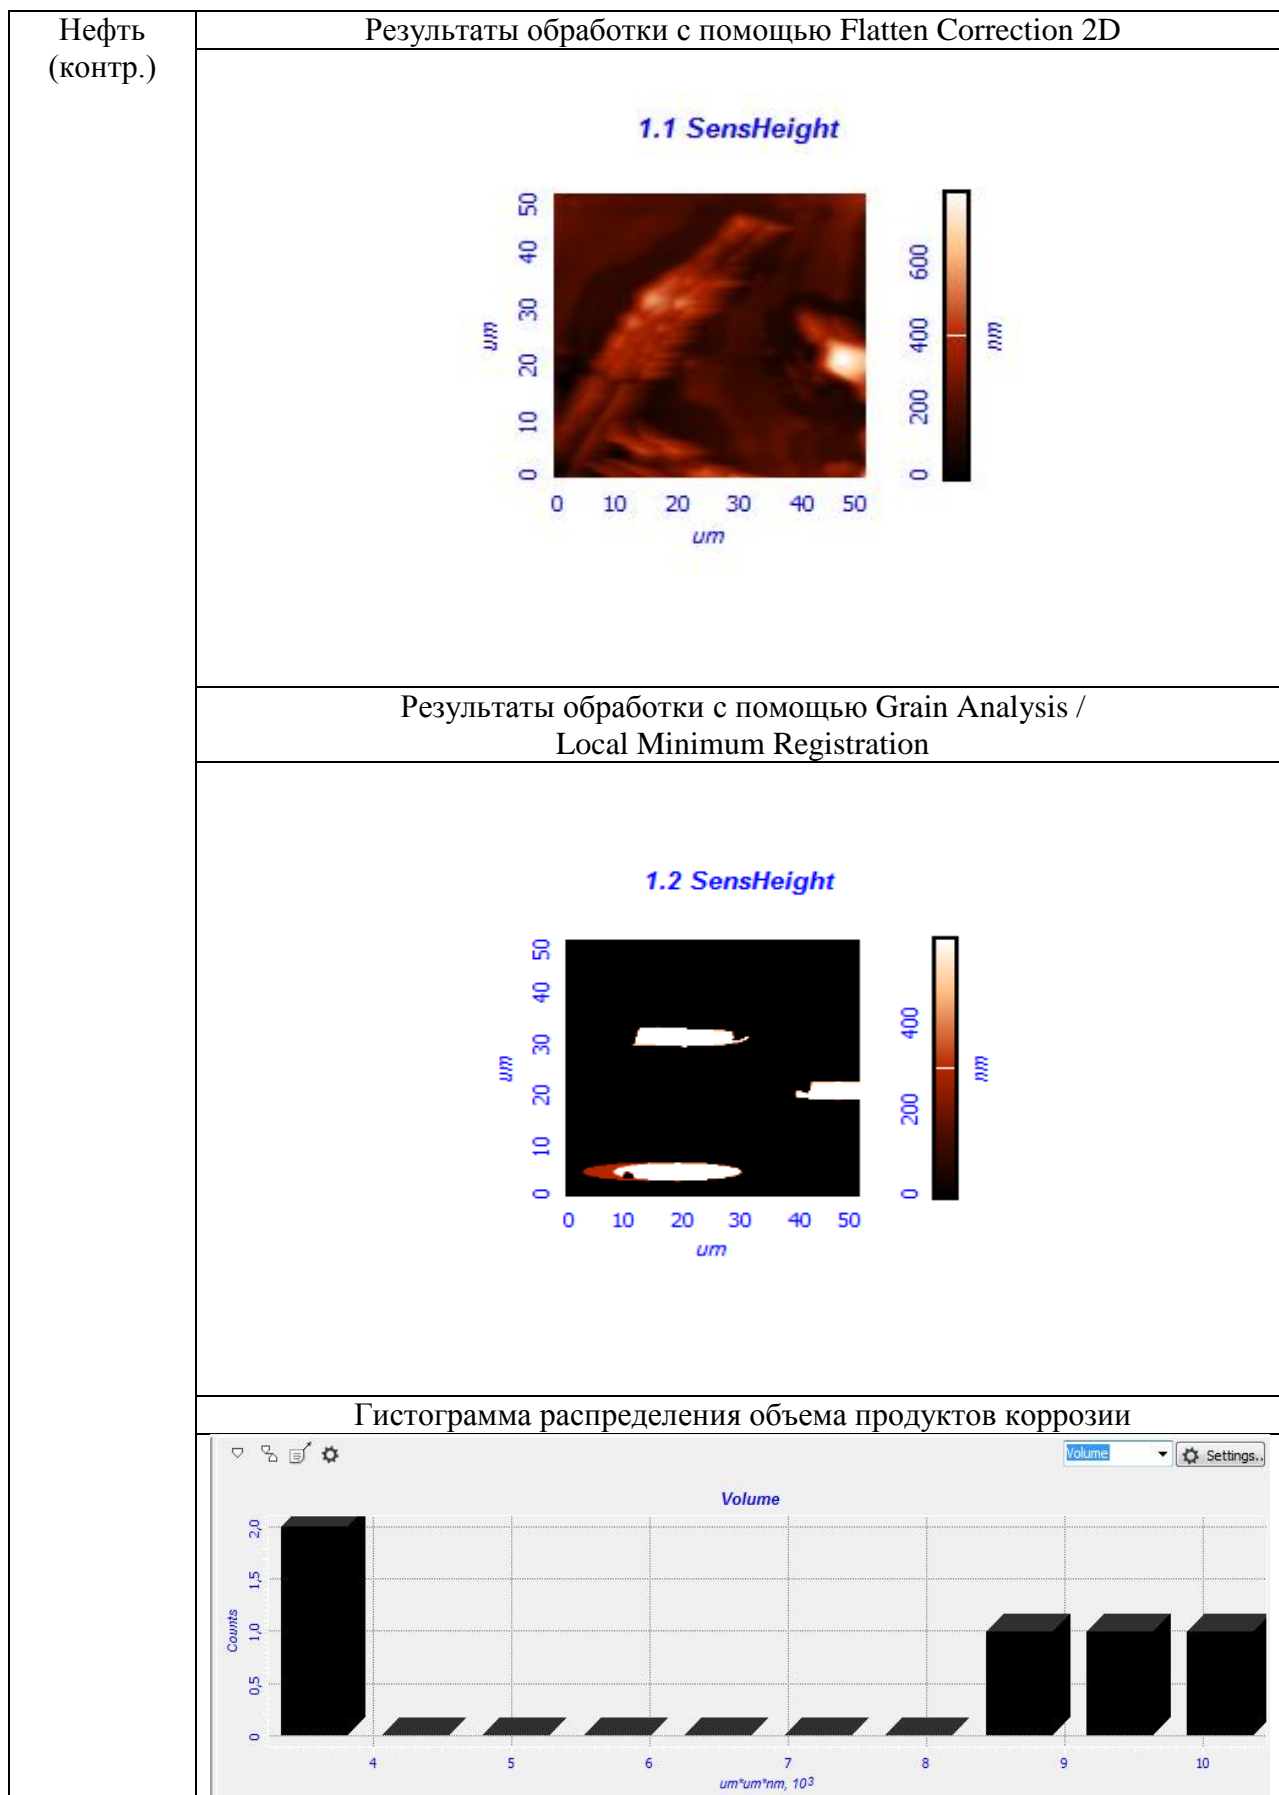 Нефть
(контр.)
Результаты обработки с помощью Flatten Correction 2D
1.1 SensHeight
50
40
30
20
10
0
um
0 10 20 30 40 50
um
600
400
200
0
nm
Результаты обработки с помощью Grain Analysis /
Local Minimum Registration
1.2 SensHeight
50
40
30
20
10
0
um
0 10 20 30 40 50
um
400
200
0
nm
Гистограмма распределения объема продуктов коррозии
Volume
Settings..
Volume
2,0
1,5
1,0
0,5
0
Counts
4 5 6 7 8 9 10
um*um*nm, 10³